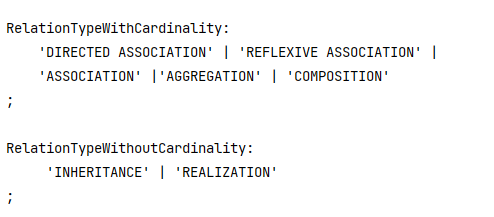 RelationTypeWithCardinality:
'DIRECTED ASSOCIATION' | 'REFLEXIVE ASSOCIATION' |
'ASSOCIATION' |'AGGREGATION' | 'COMPOSITION'
;
RelationTypeWithoutCardinality:
'INHERITANCE' | 'REALIZATION'
;